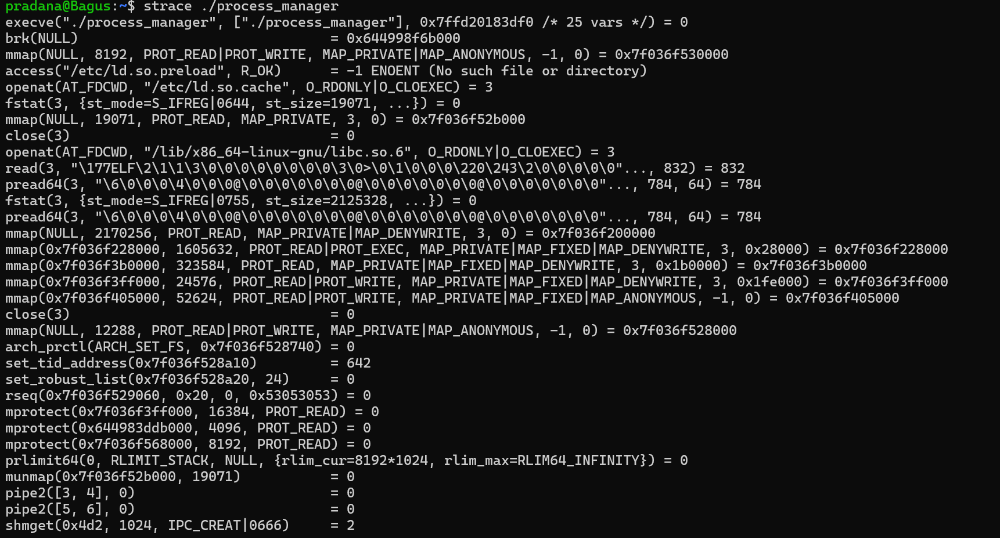 pradana@Bagus:~$ strace ./process_manager
execve("./process_manager", ["./process_manager"], 0x7ffd20183df0 /* 25 vars */) = 0
brk(NULL)                               = 0x644998f6b000
mmap(NULL, 8192, PROT_READ|PROT_WRITE, MAP_PRIVATE|MAP_ANONYMOUS, -1, 0) = 0x7f036f530000
access("/etc/ld.so.preload", R_OK)      = -1 ENOENT (No such file or directory)
openat(AT_FDCWD, "/etc/ld.so.cache", O_RDONLY|O_CLOEXEC) = 3
fstat(3, {st_mode=S_IFREG|0644, st_size=19071, ...}) = 0
mmap(NULL, 19071, PROT_READ, MAP_PRIVATE, 3, 0) = 0x7f036f52b000
close(3)                                = 0
openat(AT_FDCWD, "/lib/x86_64-linux-gnu/libc.so.6", O_RDONLY|O_CLOEXEC) = 3
read(3, "\177ELF\2\1\1\3\0\0\0\0\0\0\0\0\3\0>\0\1\0\0\0\220\243\2\0\0\0\0\0"..., 832) = 832
pread64(3, "\6\0\0\0\4\0\0\0@\0\0\0\0\0\0\0@\0\0\0\0\0\0\0@\0\0\0\0\0\0\0"..., 784, 64) = 784
fstat(3, {st_mode=S_IFREG|0755, st_size=2125328, ...}) = 0
pread64(3, "\6\0\0\0\4\0\0\0@\0\0\0\0\0\0\0@\0\0\0\0\0\0\0@\0\0\0\0\0\0\0"..., 784, 64) = 784
mmap(NULL, 2170256, PROT_READ, MAP_PRIVATE|MAP_DENYWRITE, 3, 0) = 0x7f036f200000
mmap(0x7f036f228000, 1605632, PROT_READ|PROT_EXEC, MAP_PRIVATE|MAP_FIXED|MAP_DENYWRITE, 3, 0x28000) = 0x7f036f228000
mmap(0x7f036f3b0000, 323584, PROT_READ, MAP_PRIVATE|MAP_FIXED|MAP_DENYWRITE, 3, 0x1b0000) = 0x7f036f3b0000
mmap(0x7f036f3ff000, 24576, PROT_READ|PROT_WRITE, MAP_PRIVATE|MAP_FIXED|MAP_DENYWRITE, 3, 0x1fe000) = 0x7f036f3ff000
mmap(0x7f036f405000, 52624, PROT_READ|PROT_WRITE, MAP_PRIVATE|MAP_FIXED|MAP_ANONYMOUS, -1, 0) = 0x7f036f405000
close(3)                                = 0
mmap(NULL, 12288, PROT_READ|PROT_WRITE, MAP_PRIVATE|MAP_ANONYMOUS, -1, 0) = 0x7f036f528000
arch_prctl(ARCH_SET_FS, 0x7f036f528740) = 0
set_tid_address(0x7f036f528a10)         = 642
set_robust_list(0x7f036f528a20, 24)     = 0
rseq(0x7f036f529060, 0x20, 0, 0x53053053) = 0
mprotect(0x7f036f3ff000, 16384, PROT_READ) = 0
mprotect(0x644983ddb000, 4096, PROT_READ) = 0
mprotect(0x7f036f568000, 8192, PROT_READ) = 0
prlimit64(0, RLIMIT_STACK, NULL, {rlim_cur=8192*1024, rlim_max=RLIM64_INFINITY}) = 0
munmap(0x7f036f52b000, 19071)           = 0
pipe2([3, 4], 0)                        = 0
pipe2([5, 6], 0)                        = 0
shmget(0x4d2, 1024, IPC_CREAT|0666)     = 2